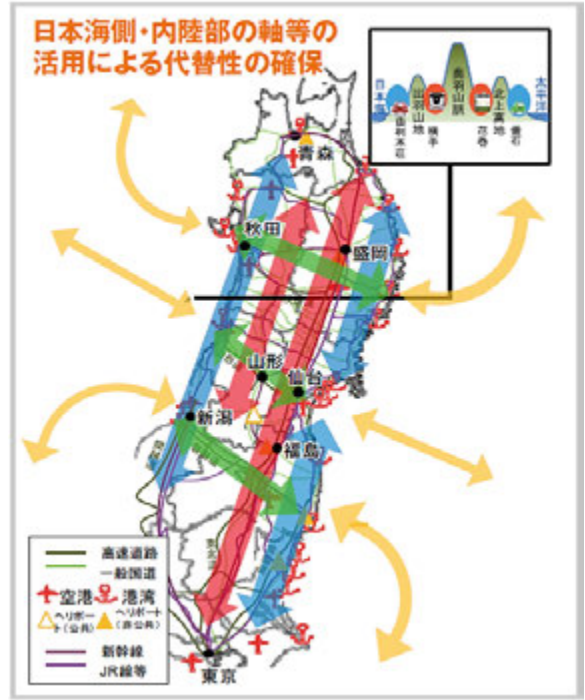 日本海側・内陸部の軸等の
活用による代替性の確保
日本海
由利本荘
出羽山地
横手
奥羽山脈
花巻
北上高地
釜石
太平洋
青森
秋田
盛岡
山形
仙台
新潟
福島
東京
高速道路
一般国道
空港
港湾
ヘリポート(公共)
ヘリポート(非公共)
新幹線
JR線等